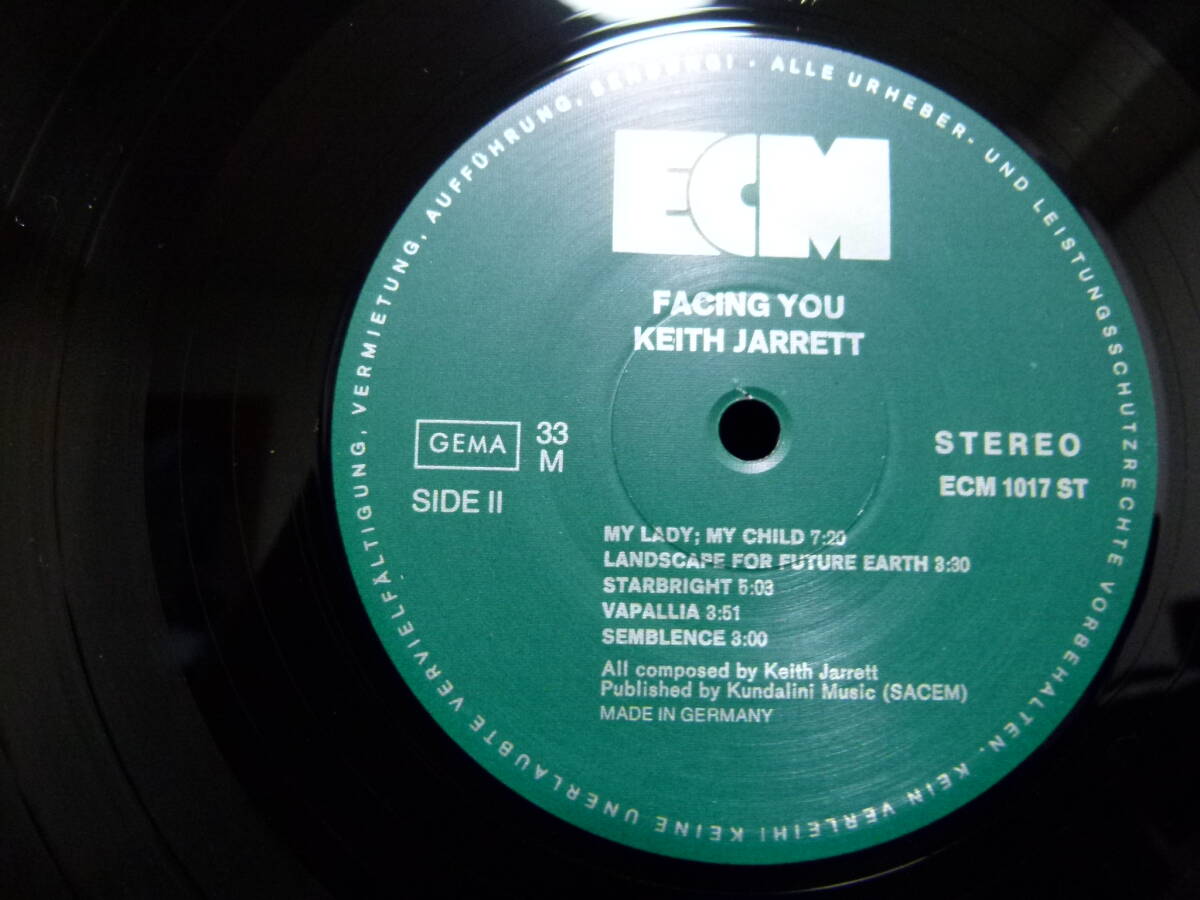 ECM
FACING YOU
KEITH JARRETT
GEMA
33
M
SIDE II
STEREO
ECM 1017 ST
MY LADY; MY CHILD 7:20
LANDSCAPE FOR FUTURE EARTH 3:30
STARBRIGHT 5:03
VAPALLIA 3:51
SEMBLENCE 3:00
All composed by Keith Jarrett
Published by Kundalini Music (SACEM)
MADE IN GERMANY
ALLE URHEBER- UND LEISTUNGSSCHUTZRECHTE VORBEHALTEN. KEIN VERLEIH! KEINE UNERLAUBTE VERVIELFÄLTIGUNG, VERMIETUNG, AUFFÜHRUNG, SENDUNG! ·